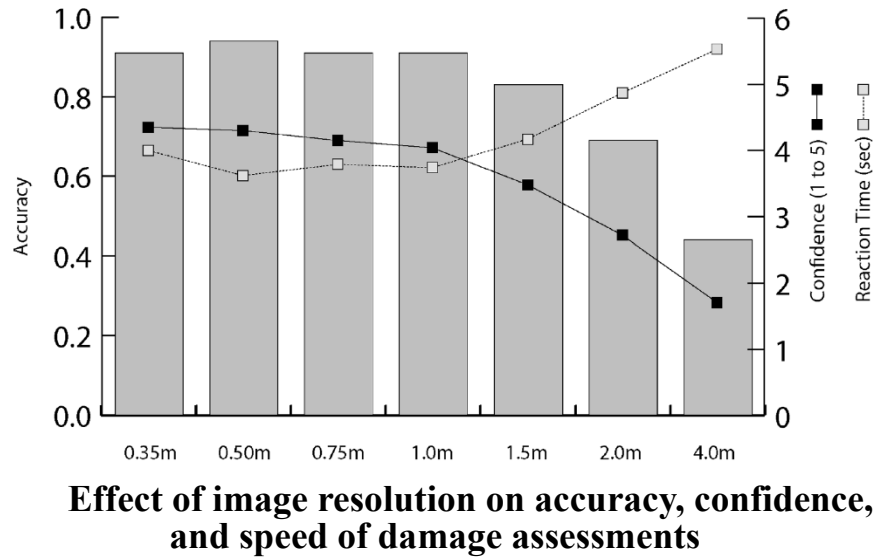 1.0
0.8
0.6
0.4
0.2
0.0
Accuracy
6
5
4
3
2
1
0
Confidence (1 to 5)
Reaction Time (sec)
0.35m 0.50m 0.75m 1.0m 1.5m 2.0m 4.0m
Effect of image resolution on accuracy, confidence,
and speed of damage assessments